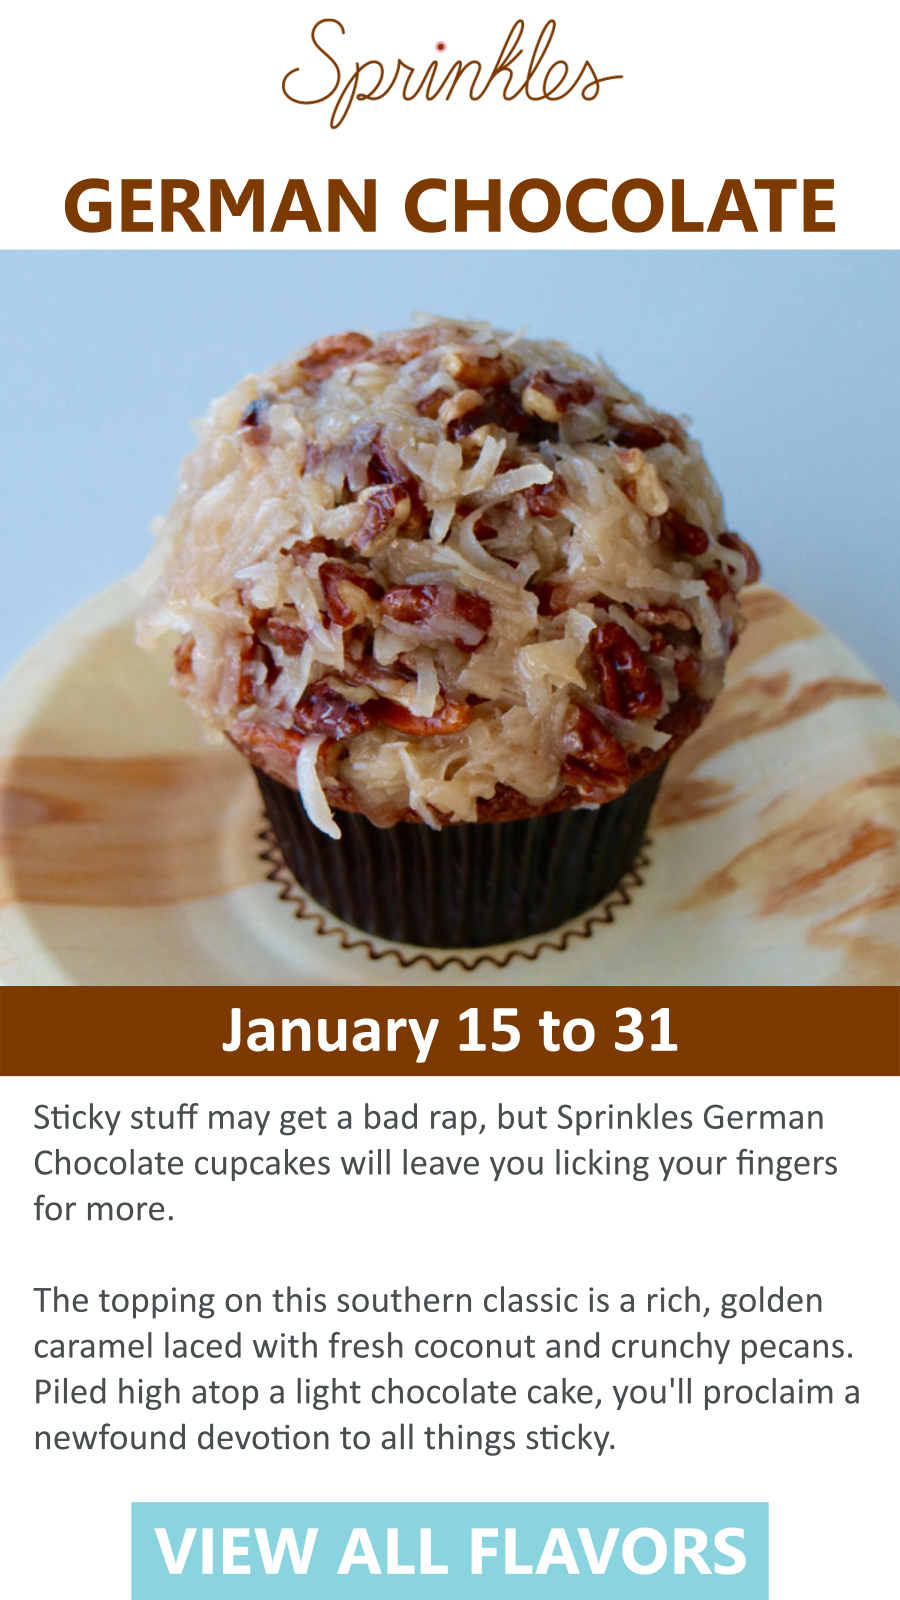 Sprinkles
GERMAN CHOCOLATE
January 15 to 31
Sticky stuff may get a bad rap, but Sprinkles German
Chocolate cupcakes will leave you licking your fingers
for more.
The topping on this southern classic is a rich, golden
caramel laced with fresh coconut and crunchy pecans.
Piled high atop a light chocolate cake, you'll proclaim a
newfound devotion to all things sticky.
VIEW ALL FLAVORS